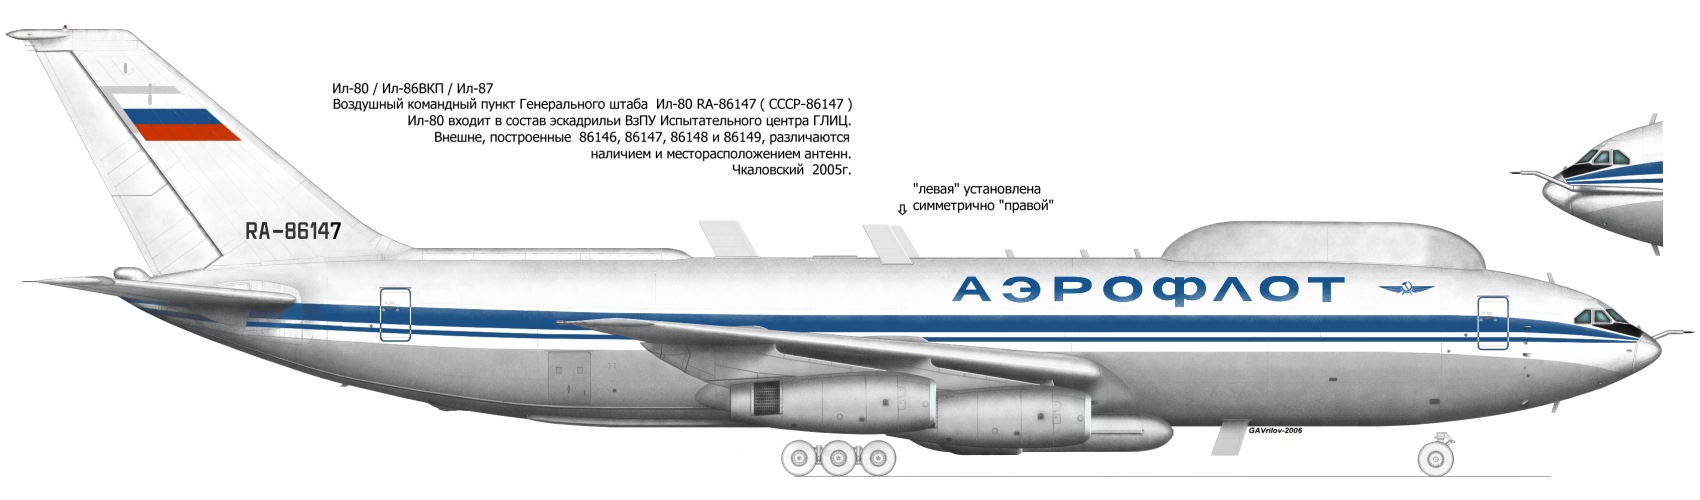 Ил-80 / Ил-86ВКП / Ил-87
Воздушный командный пункт Генерального штаба Ил-80 RA-86147 ( СССР-86147 )
Ил-80 входит в состав эскадрильи ВзПУ Испытательного центра ГЛИЦ.
Внешне, построенные 86146, 86147, 86148 и 86149, различаются
наличием и месторасположением антенн.
Чкаловский 2005г.
"левая" установлена
симметрично "правой"
RA-86147
АЭРОФЛОТ
GAVrilov-2006